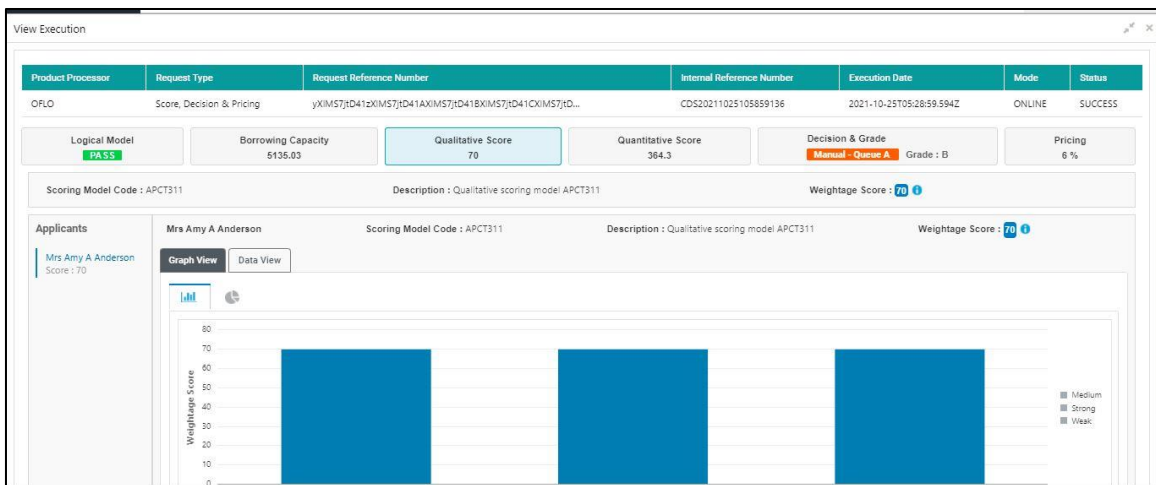 View Execution
Product Processor Request Type Request Reference Number Internal Reference Number Execution Date Mode Status
OFLO Score, Decision & Pricing yXIMS7jtD41zXIMS7jtD41AXIMS7jtD41BXIMS7jtD41CXIMS7jtD... CDS20211025105859136 2021-10-25T05:28:59.594Z ONLINE SUCCESS
Logical Model Borrowing Capacity Qualitative Score Quantitative Score Decision & Grade Pricing
PASS 5135.03 70 364.3 Manual - Queue A Grade : B 6 %
Scoring Model Code : APCT311 Description : Qualitative scoring model APCT311 Weightage Score : 70
Applicants Mrs Amy A Anderson Scoring Model Code : APCT311 Description : Qualitative scoring model APCT311 Weightage Score : 70
Mrs Amy A Anderson
Score : 70
Graph View Data View
80
70
60
50
40
30
20
10
0
Weightage Score
Medium
Strong
Weak